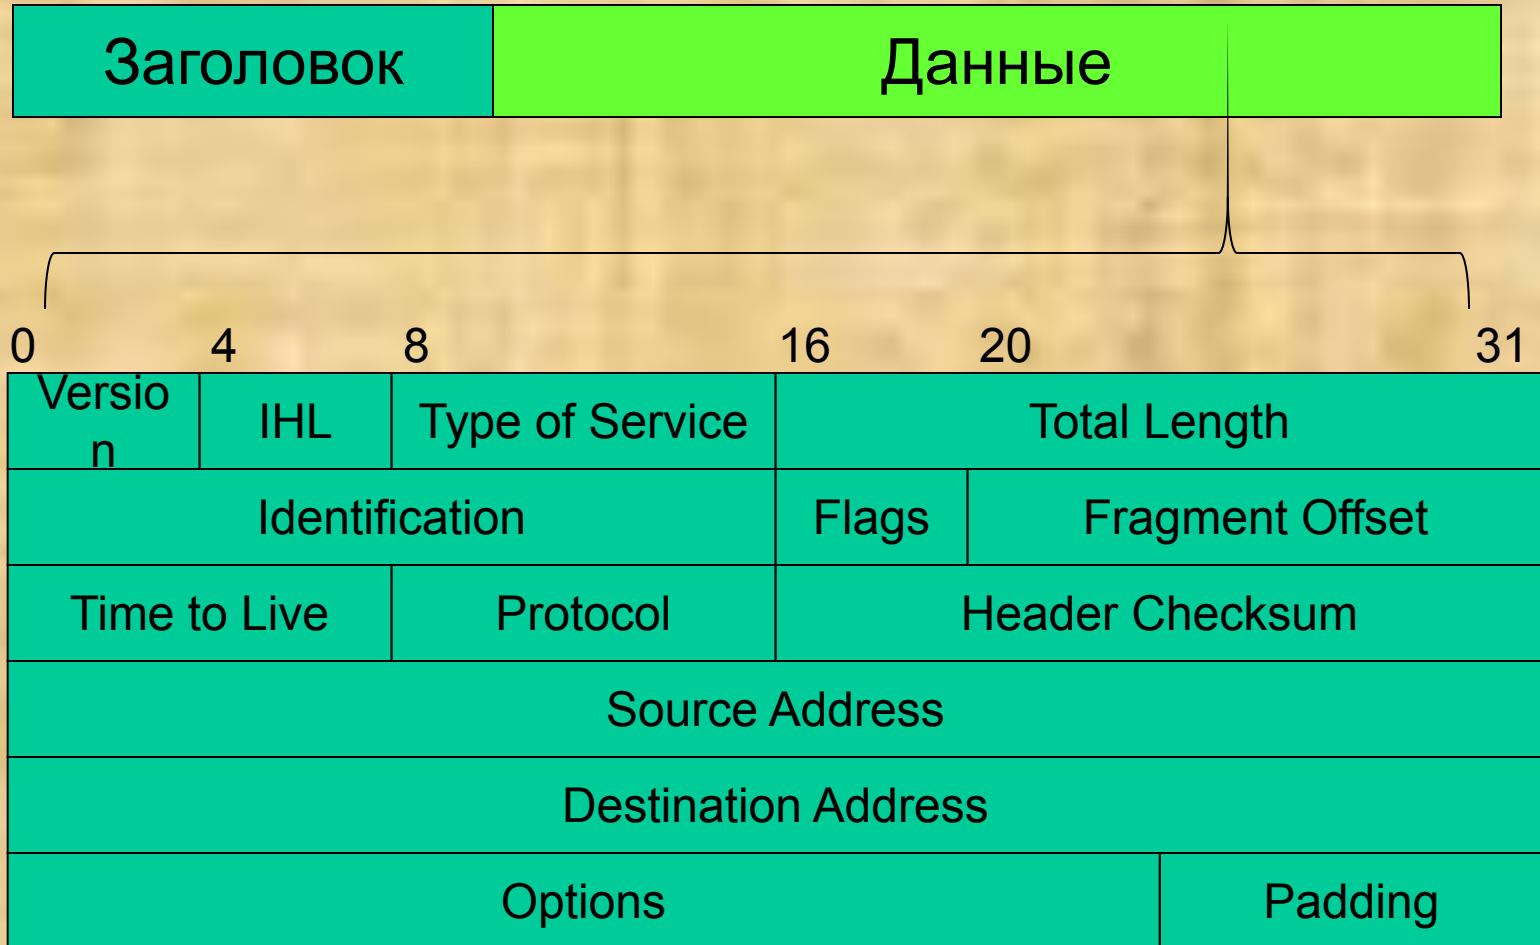 Заголовок Данные
0 4 8 16 20 31
Versio
n IHL Type of Service Total Length
Identification Flags Fragment Offset
Time to Live Protocol Header Checksum
Source Address
Destination Address
Options Padding